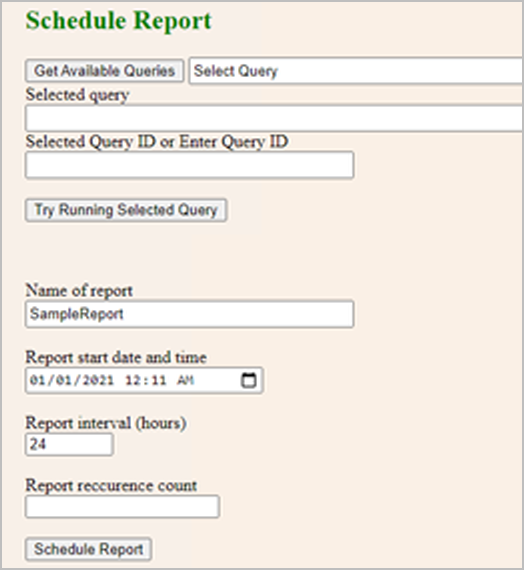 Schedule Report
Get Available Queries Select Query
Selected query
Selected Query ID or Enter Query ID
Try Running Selected Query
Name of report
SampleReport
Report start date and time
01/01/2021 12:11 AM
Report interval (hours)
24
Report reccurence count
Schedule Report